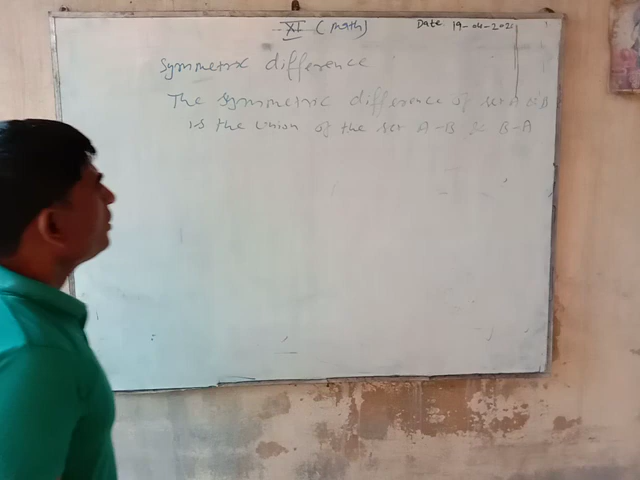 XI (math) Date 19-04-2021
Symmetric difference
The symmetric difference of set A & B
is the union of the set A-B & B-A